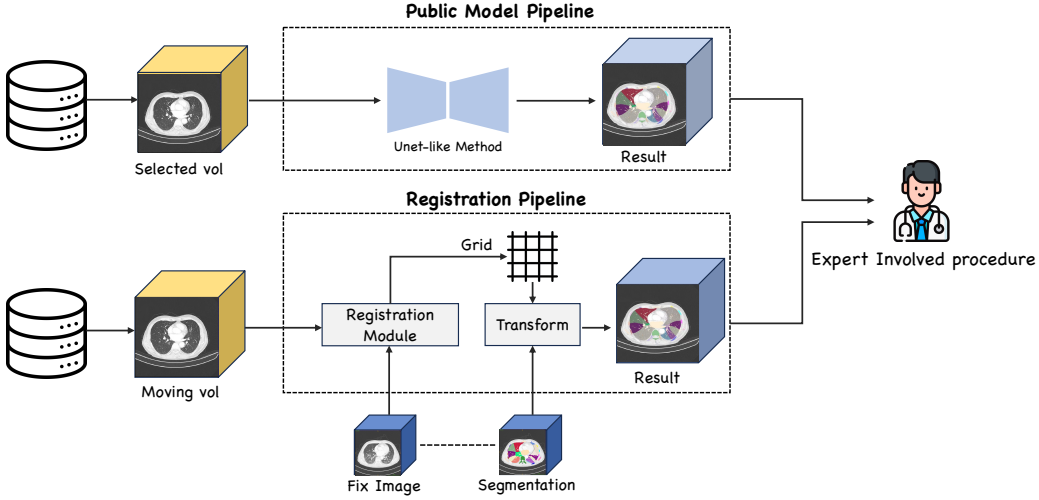 Public Model Pipeline
Unet-like Method
Selected vol
Result
Registration Pipeline
Grid
Expert Involved procedure
Registration
Module
Transform
Moving vol
Result
Fix Image
Segmentation